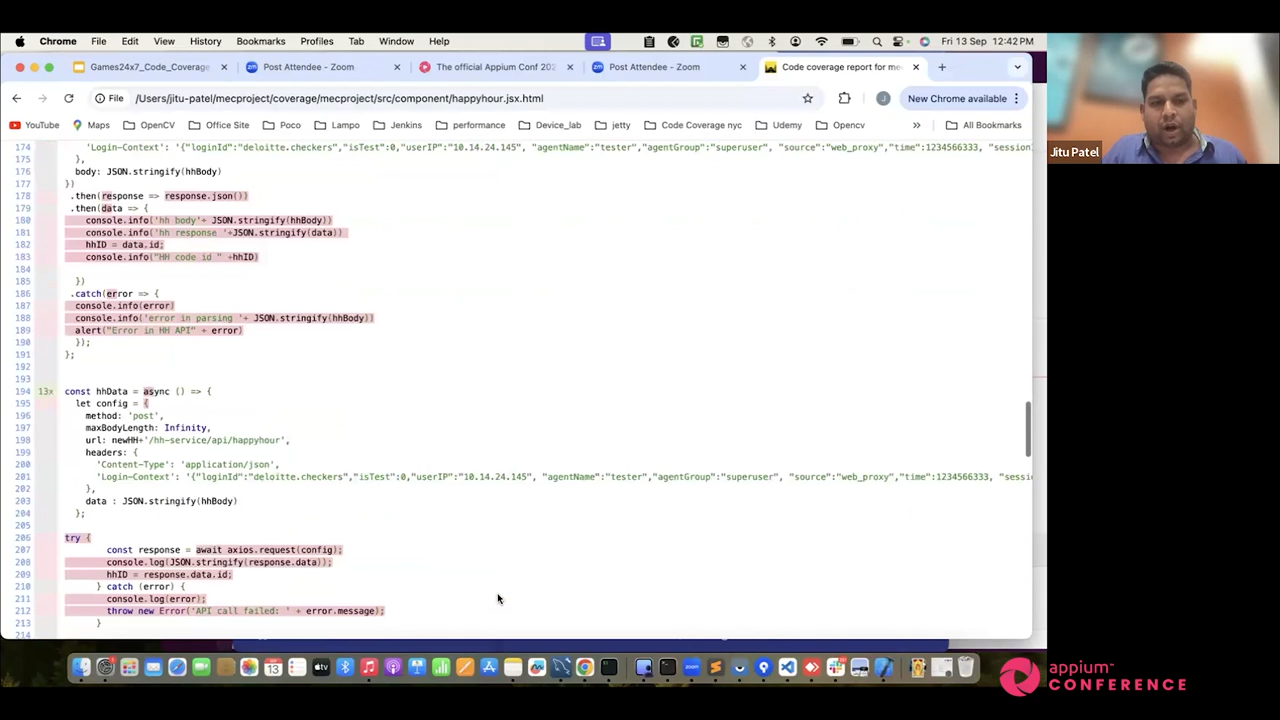 Chrome File Edit View History Bookmarks Profiles Tab Window Help Fri 13 Sep 12:42 PM
Games24x7_Code_Coverage Post Attendee - Zoom The official Appium Conf 202 Post Attendee - Zoom Code coverage report for me
File /Users/jitu-patel/mecproject/coverage/mecproject/src/component/happyhour.jsx.html J New Chrome available
YouTube Maps OpenCV Office Site Poco Lampo Jenkins performance Device_lab jetty Code Coverage nyc Udemy Opencv » All Bookmarks
174 'Login-Context': '{"loginId":"deloitte.checkers","isTest":0,"userIP":"10.14.24.145", "agentName":"tester","agentGroup":"superuser", "source":"web_proxy","time":1234566333, "session
175 },
176 body: JSON.stringify(hhBody)
177 })
178 .then(response => response.json())
179 .then(data => {
180 console.info('hh body'+ JSON.stringify(hhBody))
181 console.info('hh response '+JSON.stringify(data))
182 hhID = data.id;
183 console.info("HH code id " +hhID)
184
185 })
186 .catch(error => {
187 console.info(error)
188 console.info('error in parsing '+ JSON.stringify(hhBody))
189 alert("Error in HH API" + error)
190 });
191 };
192
193
194 13x const hhData = async () => {
195 let config = {
196 method: 'post',
197 maxBodyLength: Infinity,
198 url: newHH+'/hh-service/api/happyhour',
199 headers: {
200 'Content-Type': 'application/json',
201 'Login-Context': '{"loginId":"deloitte.checkers","isTest":0,"userIP":"10.14.24.145", "agentName":"tester","agentGroup":"superuser", "source":"web_proxy","time":1234566333, "sessi
202 },
203 data : JSON.stringify(hhBody)
204 };
205
206 try {
207 const response = await axios.request(config);
208 console.log(JSON.stringify(response.data));
209 hhID = response.data.id;
210 } catch (error) {
211 console.log(error);
212 throw new Error('API call failed: ' + error.message);
213 }
214
Jitu Patel
appium™
CONFERENCE